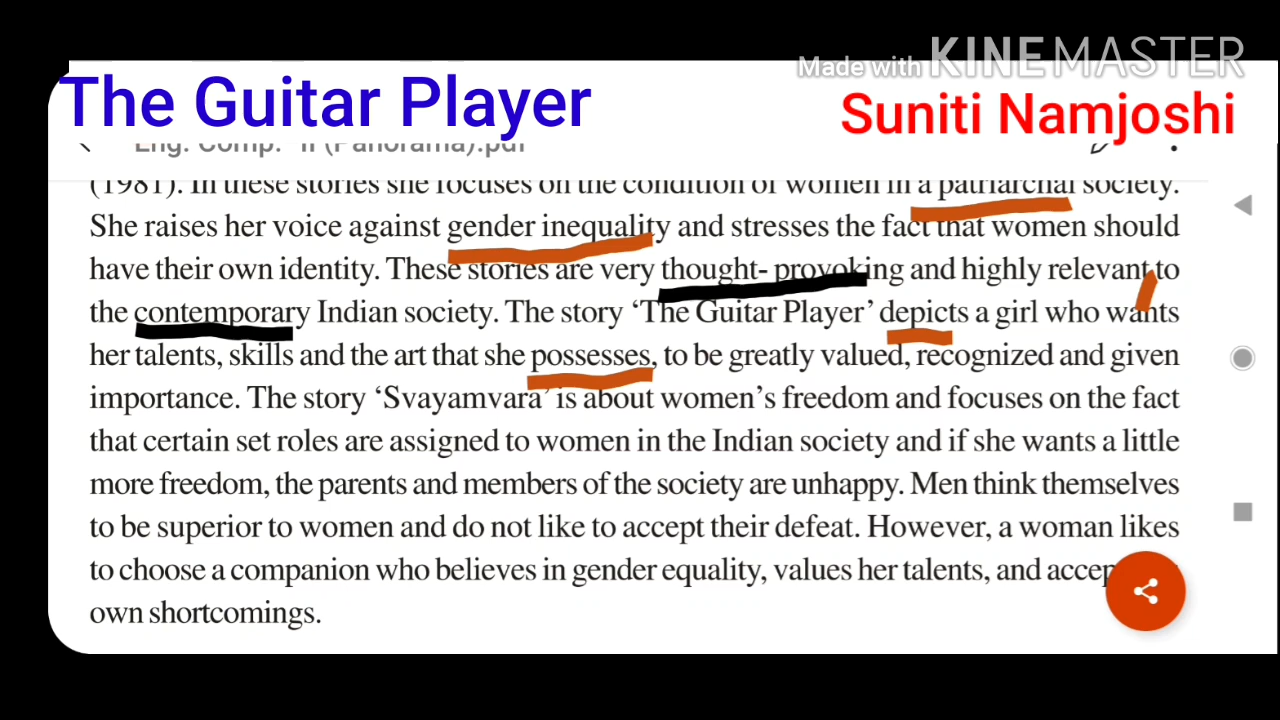 Made with KINEMASTER
The Guitar Player
Suniti Namjoshi
Eng. Comp. - II (Panorama).pdf
(1981). In these stories she focuses on the condition of women in a patriarchal society.
She raises her voice against gender inequality and stresses the fact that women should
have their own identity. These stories are very thought- provoking and highly relevant to
the contemporary Indian society. The story ‘The Guitar Player’ depicts a girl who wants
her talents, skills and the art that she possesses, to be greatly valued, recognized and given
importance. The story ‘Svayamvara’ is about women’s freedom and focuses on the fact
that certain set roles are assigned to women in the Indian society and if she wants a little
more freedom, the parents and members of the society are unhappy. Men think themselves
to be superior to women and do not like to accept their defeat. However, a woman likes
to choose a companion who believes in gender equality, values her talents, and
own shortcomings.